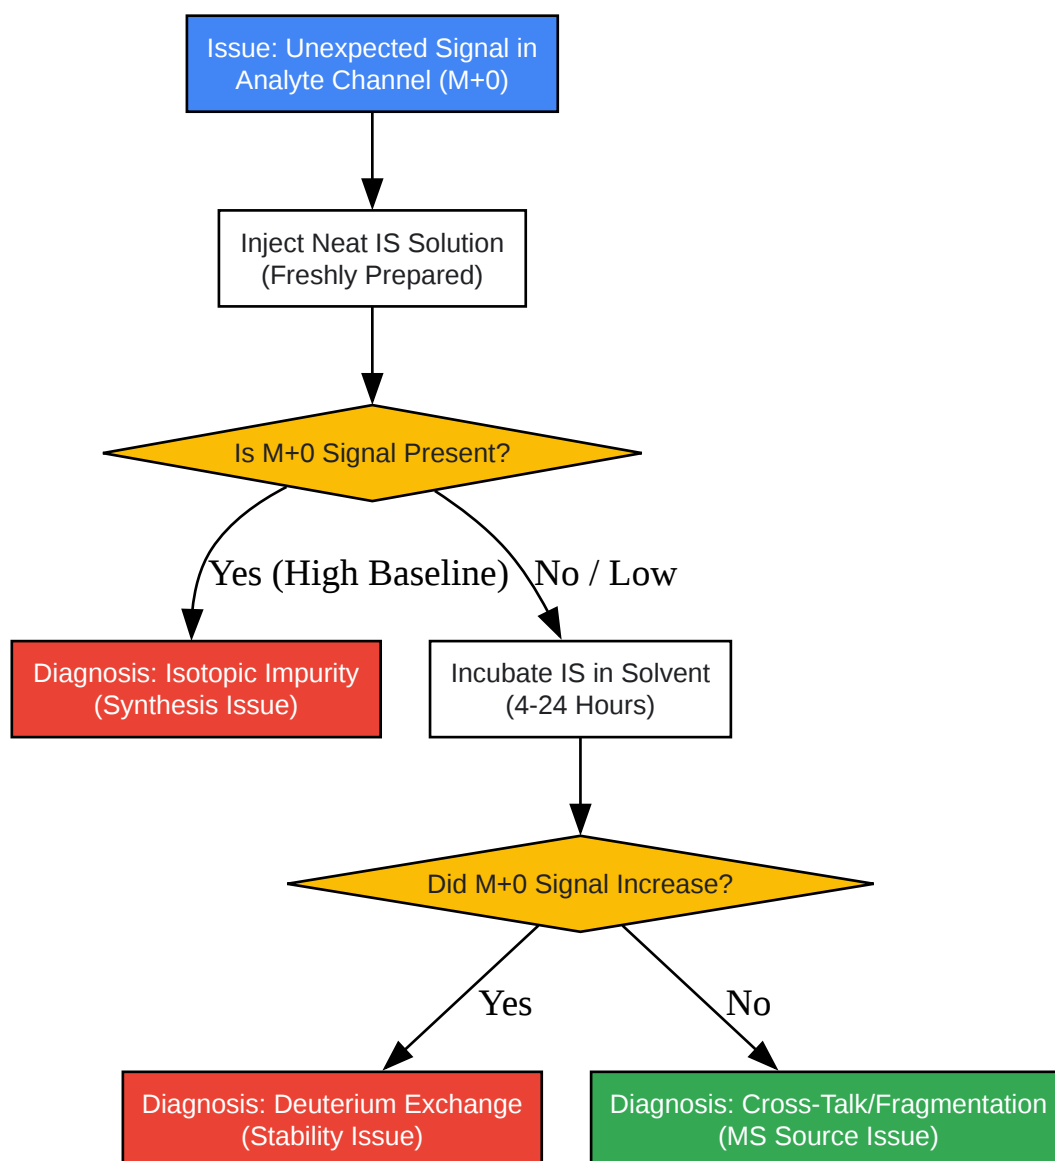 Issue: Unexpected Signal in
Analyte Channel (M+0)
Inject Neat IS Solution
(Freshly Prepared)
Is M+0 Signal Present?
Yes (High Baseline)
No / Low
Diagnosis: Isotopic Impurity
(Synthesis Issue)
Incubate IS in Solvent
(4-24 Hours)
Did M+0 Signal Increase?
Yes
No
Diagnosis: Deuterium Exchange
(Stability Issue)
Diagnosis: Cross-Talk/Fragmentation
(MS Source Issue)